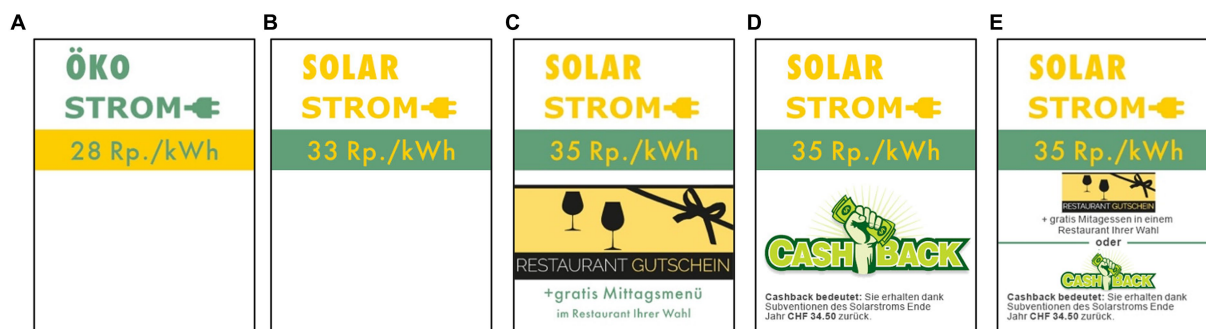 A
ÖKO
STROM
28 Rp./kWh
B
SOLAR
STROM
33 Rp./kWh
C
SOLAR
STROM
35 Rp./kWh
RESTAURANT GUTSCHEIN
+gratis Mittagsmenü
im Restaurant Ihrer Wahl
D
SOLAR
STROM
35 Rp./kWh
CASH BACK
Cashback bedeutet: Sie erhalten dank
Subventionen des Solarstroms Ende
Jahr CHF 34.50 zurück.
E
SOLAR
STROM
35 Rp./kWh
RESTAURANT GUTSCHEIN
+ gratis Mitagessen in einem
Restaurant Ihrer Wahl
oder
CASH BACK
Cashback bedeutet: Sie erhalten dank
Subventionen des Solarstroms Ende
Jahr CHF 34.50 zurück.